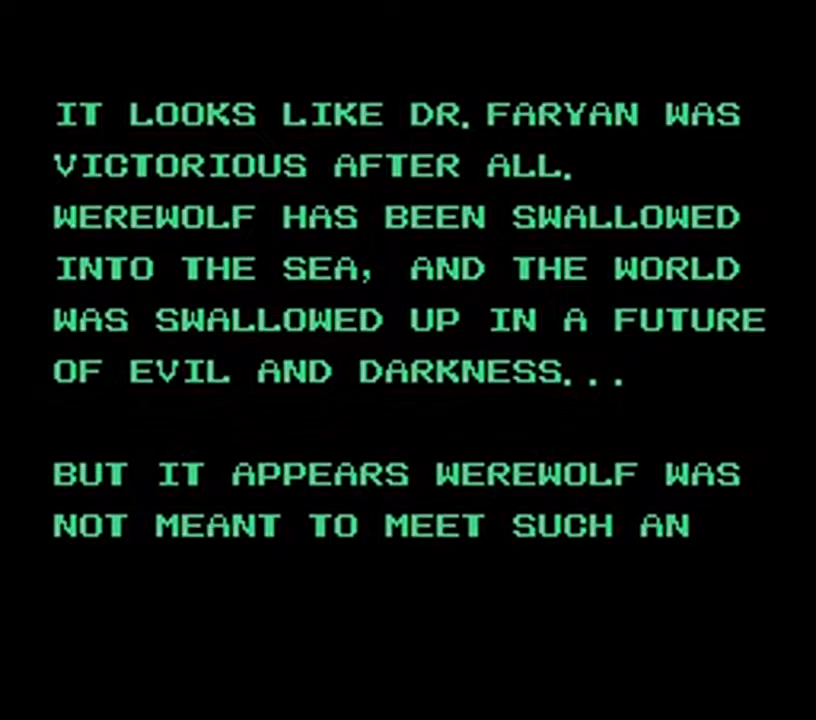 IT LOOKS LIKE DR. FARYAN WAS
VICTORIOUS AFTER ALL.
WEREWOLF HAS BEEN SWALLOWED
INTO THE SEA, AND THE WORLD
WAS SWALLOWED UP IN A FUTURE
OF EVIL AND DARKNESS...
BUT IT APPEARS WEREWOLF WAS
NOT MEANT TO MEET SUCH AN